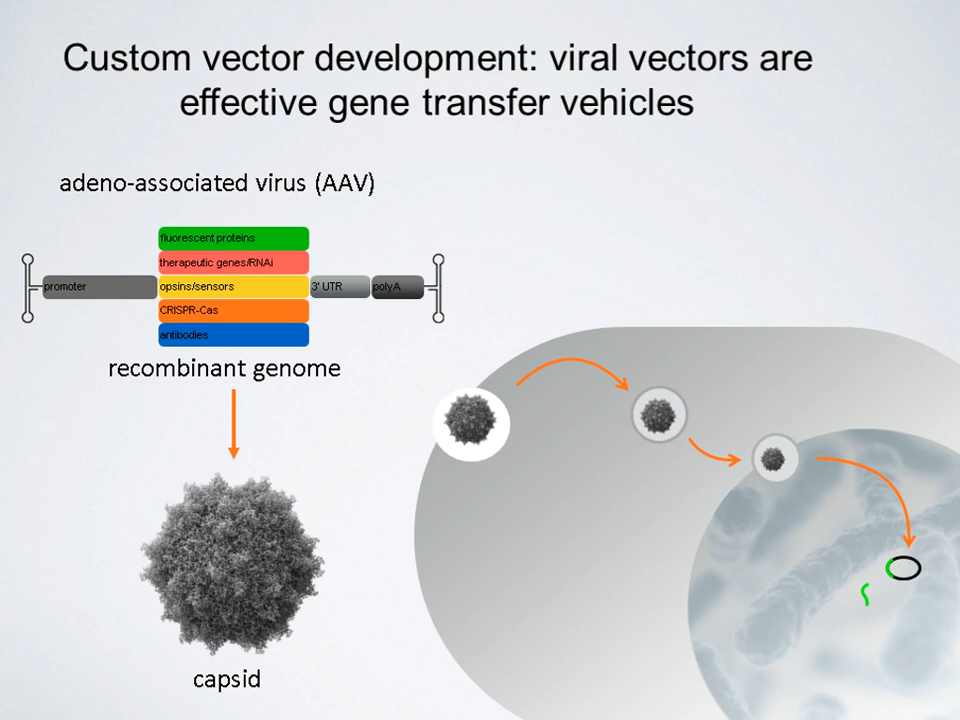 Custom vector development: viral vectors are
effective gene transfer vehicles
adeno-associated virus (AAV)
fluorescent proteins
therapeutic genes/RNAi
promoter
opsins/sensors
3' UTR
polyA
CRISPR-Cas
antibodies
recombinant genome
capsid